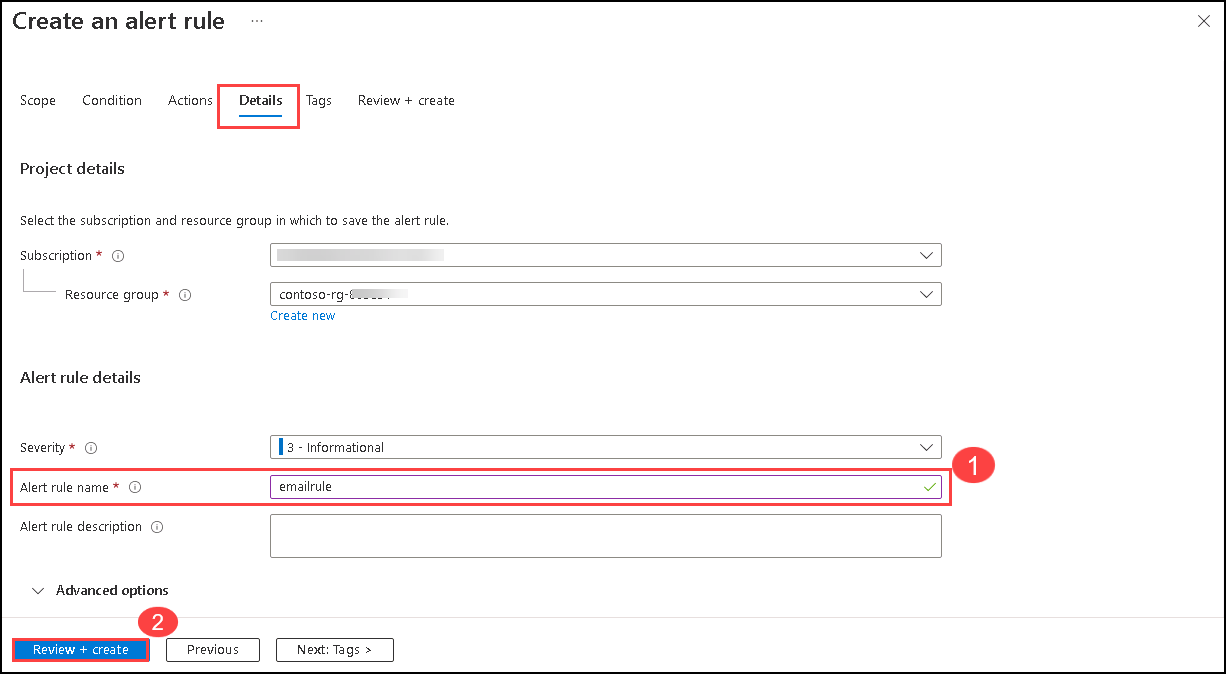 Create an alert rule ...
Scope Condition Actions Details Tags Review + create
Project details
Select the subscription and resource group in which to save the alert rule.
Subscription *
Resource group * contoso-rg-
Create new
Alert rule details
Severity * 3 - Informational
1
Alert rule name * emailrule
Alert rule description
Advanced options
2
Review + create Previous Next: Tags >